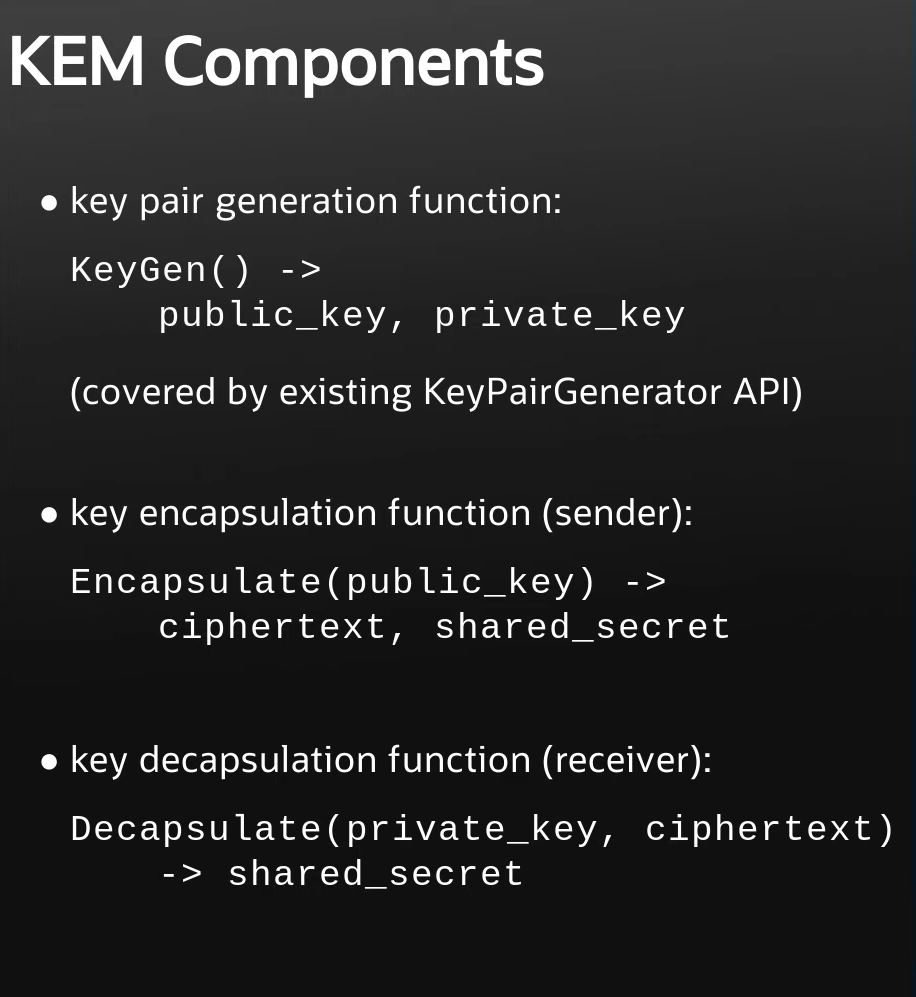 KEM Components
● key pair generation function:
KeyGen() ->
public_key, private_key
(covered by existing KeyPairGenerator API)
● key encapsulation function (sender):
Encapsulate(public_key) ->
ciphertext, shared_secret
● key decapsulation function (receiver):
Decapsulate(private_key, ciphertext)
-> shared_secret